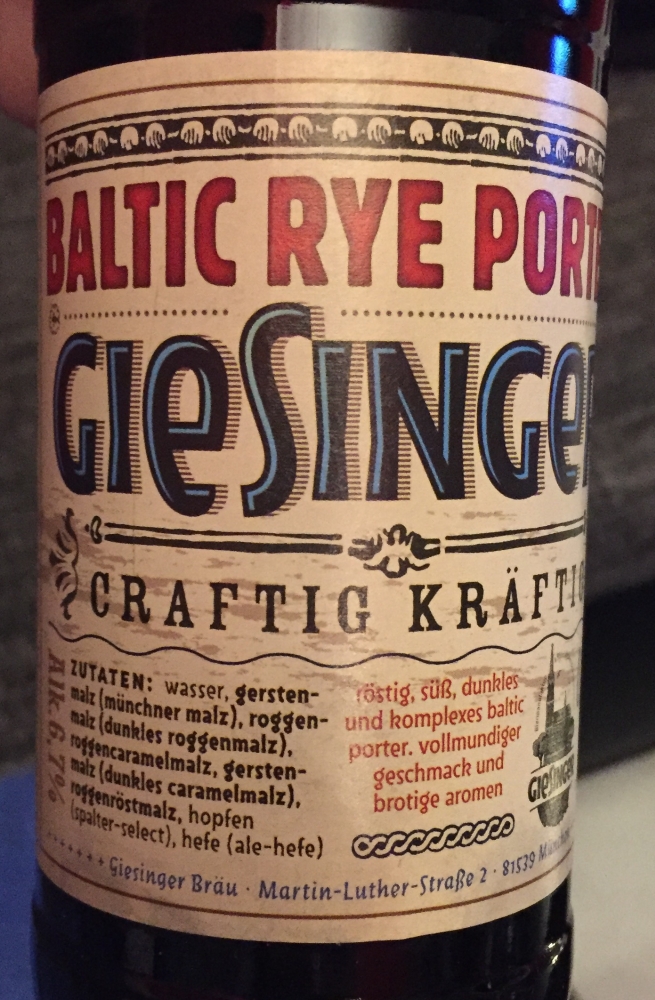 BALTIC RYE PORTE
GIESINGER
CRAFTIG KRÄFTIG
Alk. 6,7%
ZUTATEN: wasser, gersten-
malz (münchner malz), roggen-
malz (dunkles roggenmalz),
roggencaramelmalz, gersten-
malz (dunkles caramelmalz),
roggenröstmalz, hopfen
(spalter-select), hefe (ale-hefe)
röstig, süß, dunkles
und komplexes baltic
porter. vollmundiger
geschmack und
brotige aromen
GIESINGER
Giesinger Bräu · Martin-Luther-Straße 2 · 81539 München